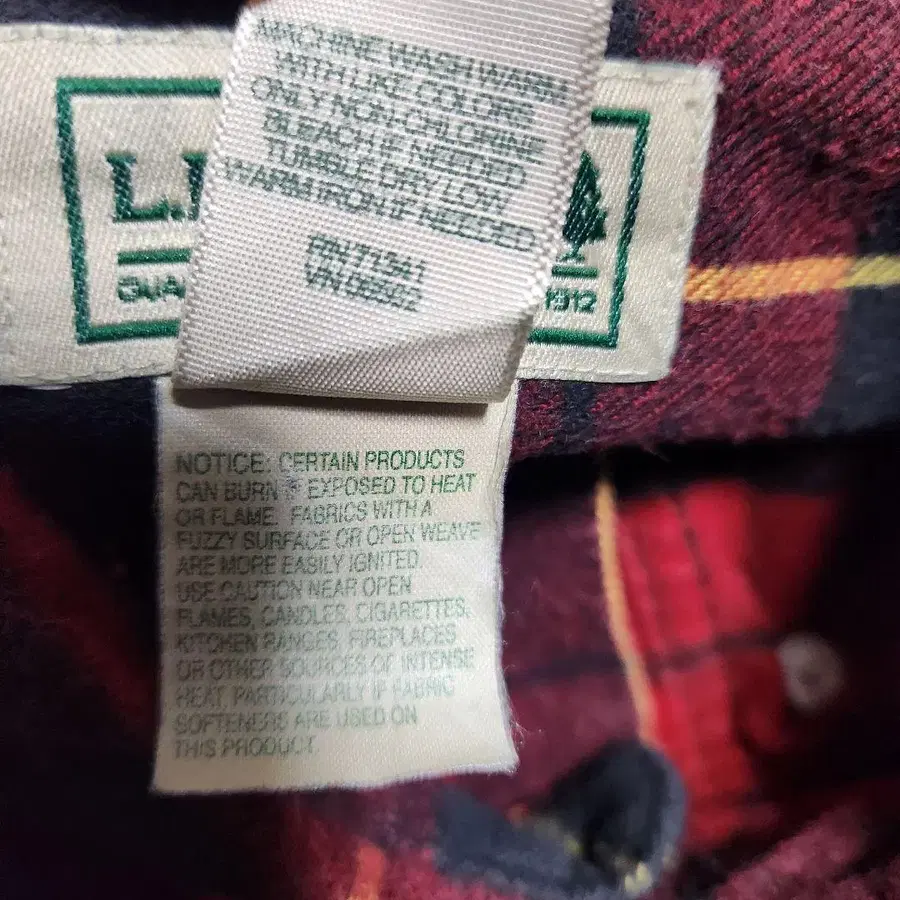 MACHINE WASH WARM
WITH LIKE COLORS
ONLY NON-CHLORINE
BLEACH IF NEEDED
TUMBLE DRY LOW
WARM IRON IF NEEDED
RN 71341
L.L
GUA
1912
NOTICE: CERTAIN PRODUCTS
CAN BURN IF EXPOSED TO HEAT
OR FLAME. FABRICS WITH A
FUZZY SURFACE OR OPEN WEAVE
ARE MORE EASILY IGNITED.
USE CAUTION NEAR OPEN
FLAMES, CANDLES, CIGARETTES,
KITCHEN RANGES, FIREPLACES
OR OTHER SOURCES OF INTENSE
HEAT, PARTICULARLY IF FABRIC
SOFTENERS ARE USED ON
THIS PRODUCT.